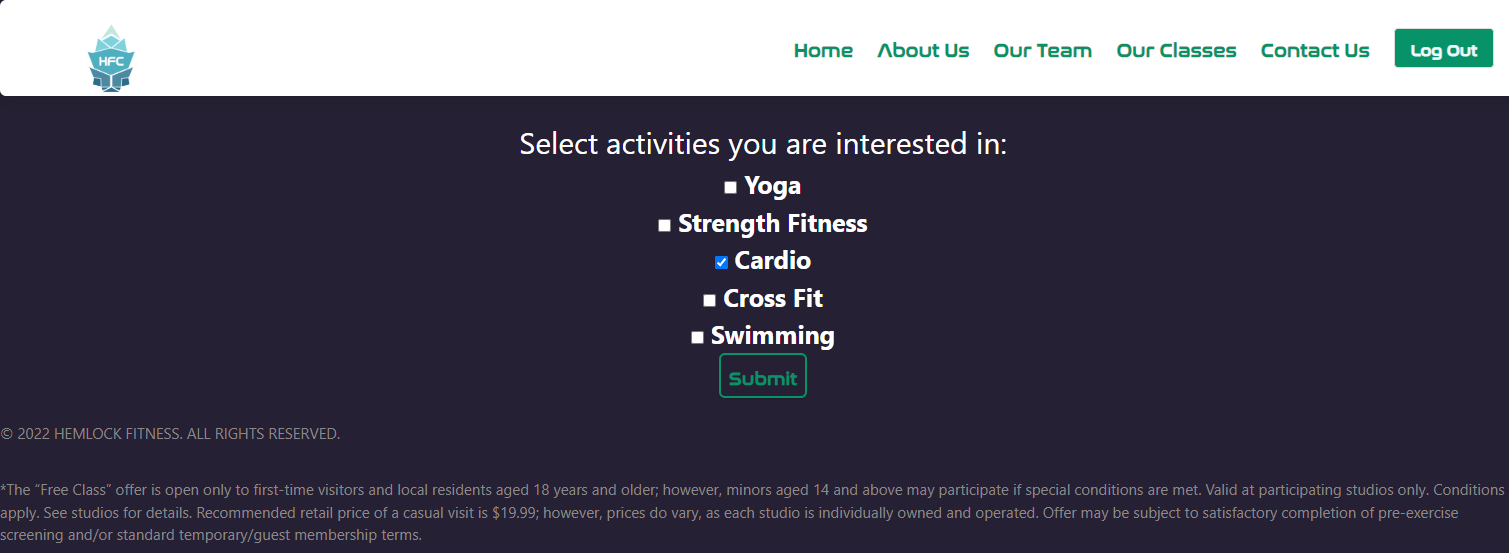 HFC
Home About Us Our Team Our Classes Contact Us Log Out
Select activities you are interested in:
Yoga
Strength Fitness
Cardio
Cross Fit
Swimming
Submit
© 2022 HEMLOCK FITNESS. ALL RIGHTS RESERVED.
*The “Free Class” offer is open only to first-time visitors and local residents aged 18 years and older; however, minors aged 14 and above may participate if special conditions are met. Valid at participating studios only. Conditions
apply. See studios for details. Recommended retail price of a casual visit is $19.99; however, prices do vary, as each studio is individually owned and operated. Offer may be subject to satisfactory completion of pre-exercise
screening and/or standard temporary/guest membership terms.